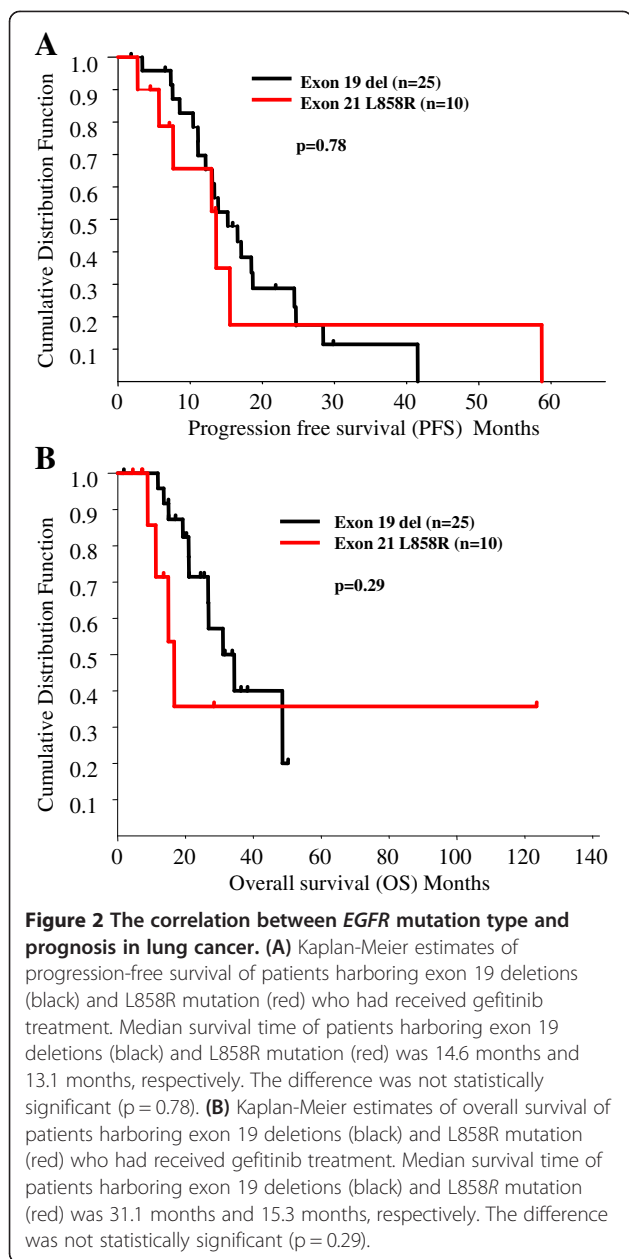 A
Cumulative Distribution Function
1.0
0.9
0.8
0.7
0.6
0.5
0.4
0.3
0.2
0.1
Exon 19 del (n=25)
Exon 21 L858R (n=10)
p=0.78
0 10 20 30 40 50 60
Progression free survival (PFS) Months
B
Cumulative Distribution Function
1.0
0.9
0.8
0.7
0.6
0.5
0.4
0.3
0.2
0.1
Exon 19 del (n=25)
Exon 21 L858R (n=10)
p=0.29
0 20 40 60 80 100 120 140
Overall survival (OS) Months
Figure 2 The correlation between EGFR mutation type and
prognosis in lung cancer. (A) Kaplan-Meier estimates of
progression-free survival of patients harboring exon 19 deletions
(black) and L858R mutation (red) who had received gefitinib
treatment. Median survival time of patients harboring exon 19
deletions (black) and L858R mutation (red) was 14.6 months and
13.1 months, respectively. The difference was not statistically
significant (p = 0.78). (B) Kaplan-Meier estimates of overall survival of
patients harboring exon 19 deletions (black) and L858R mutation
(red) who had received gefitinib treatment. Median survival time of
patients harboring exon 19 deletions (black) and L858R mutation
(red) was 31.1 months and 15.3 months, respectively. The difference
was not statistically significant (p = 0.29).